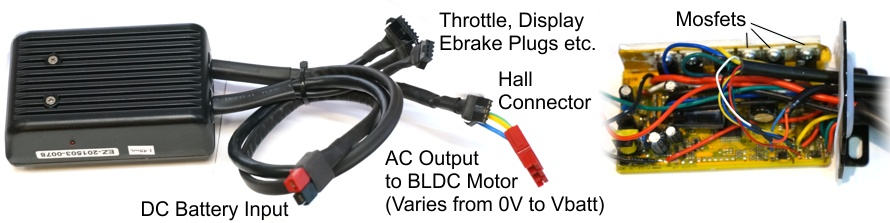 Throttle, Display
Ebrake Plugs etc.
Mosfets
Hall
Connector
AC Output
to BLDC Motor
(Varies from 0V to Vbatt)
DC Battery Input
EZ-201503-0076